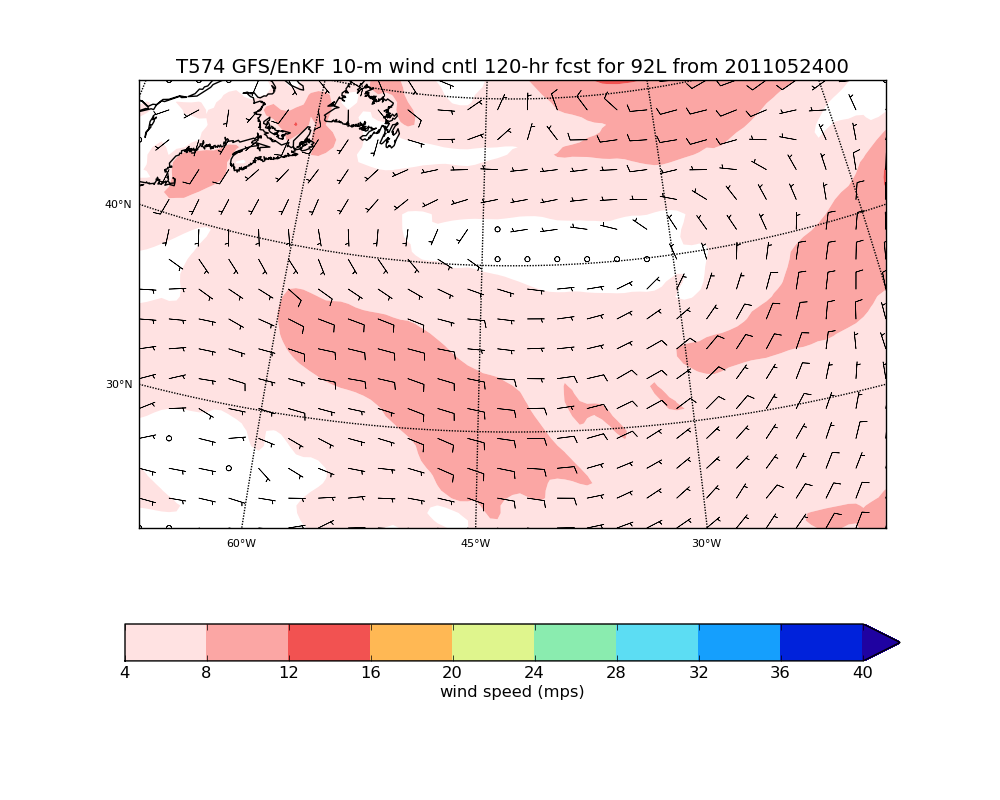 T574 GFS/EnKF 10-m wind cntl 120-hr fcst for 92L from 2011052400
40°N
30°N
60°W 45°W 30°W
4 8 12 16 20 24 28 32 36 40
wind speed (mps)